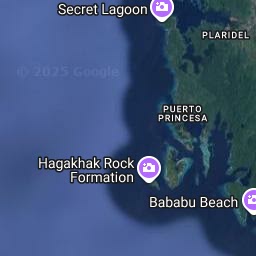 Secret Lagoon
PLARIDEL
© 2025 Google
PUERTO
PRINCESA
Hagakhak Rock
Formation
Bababu Beach